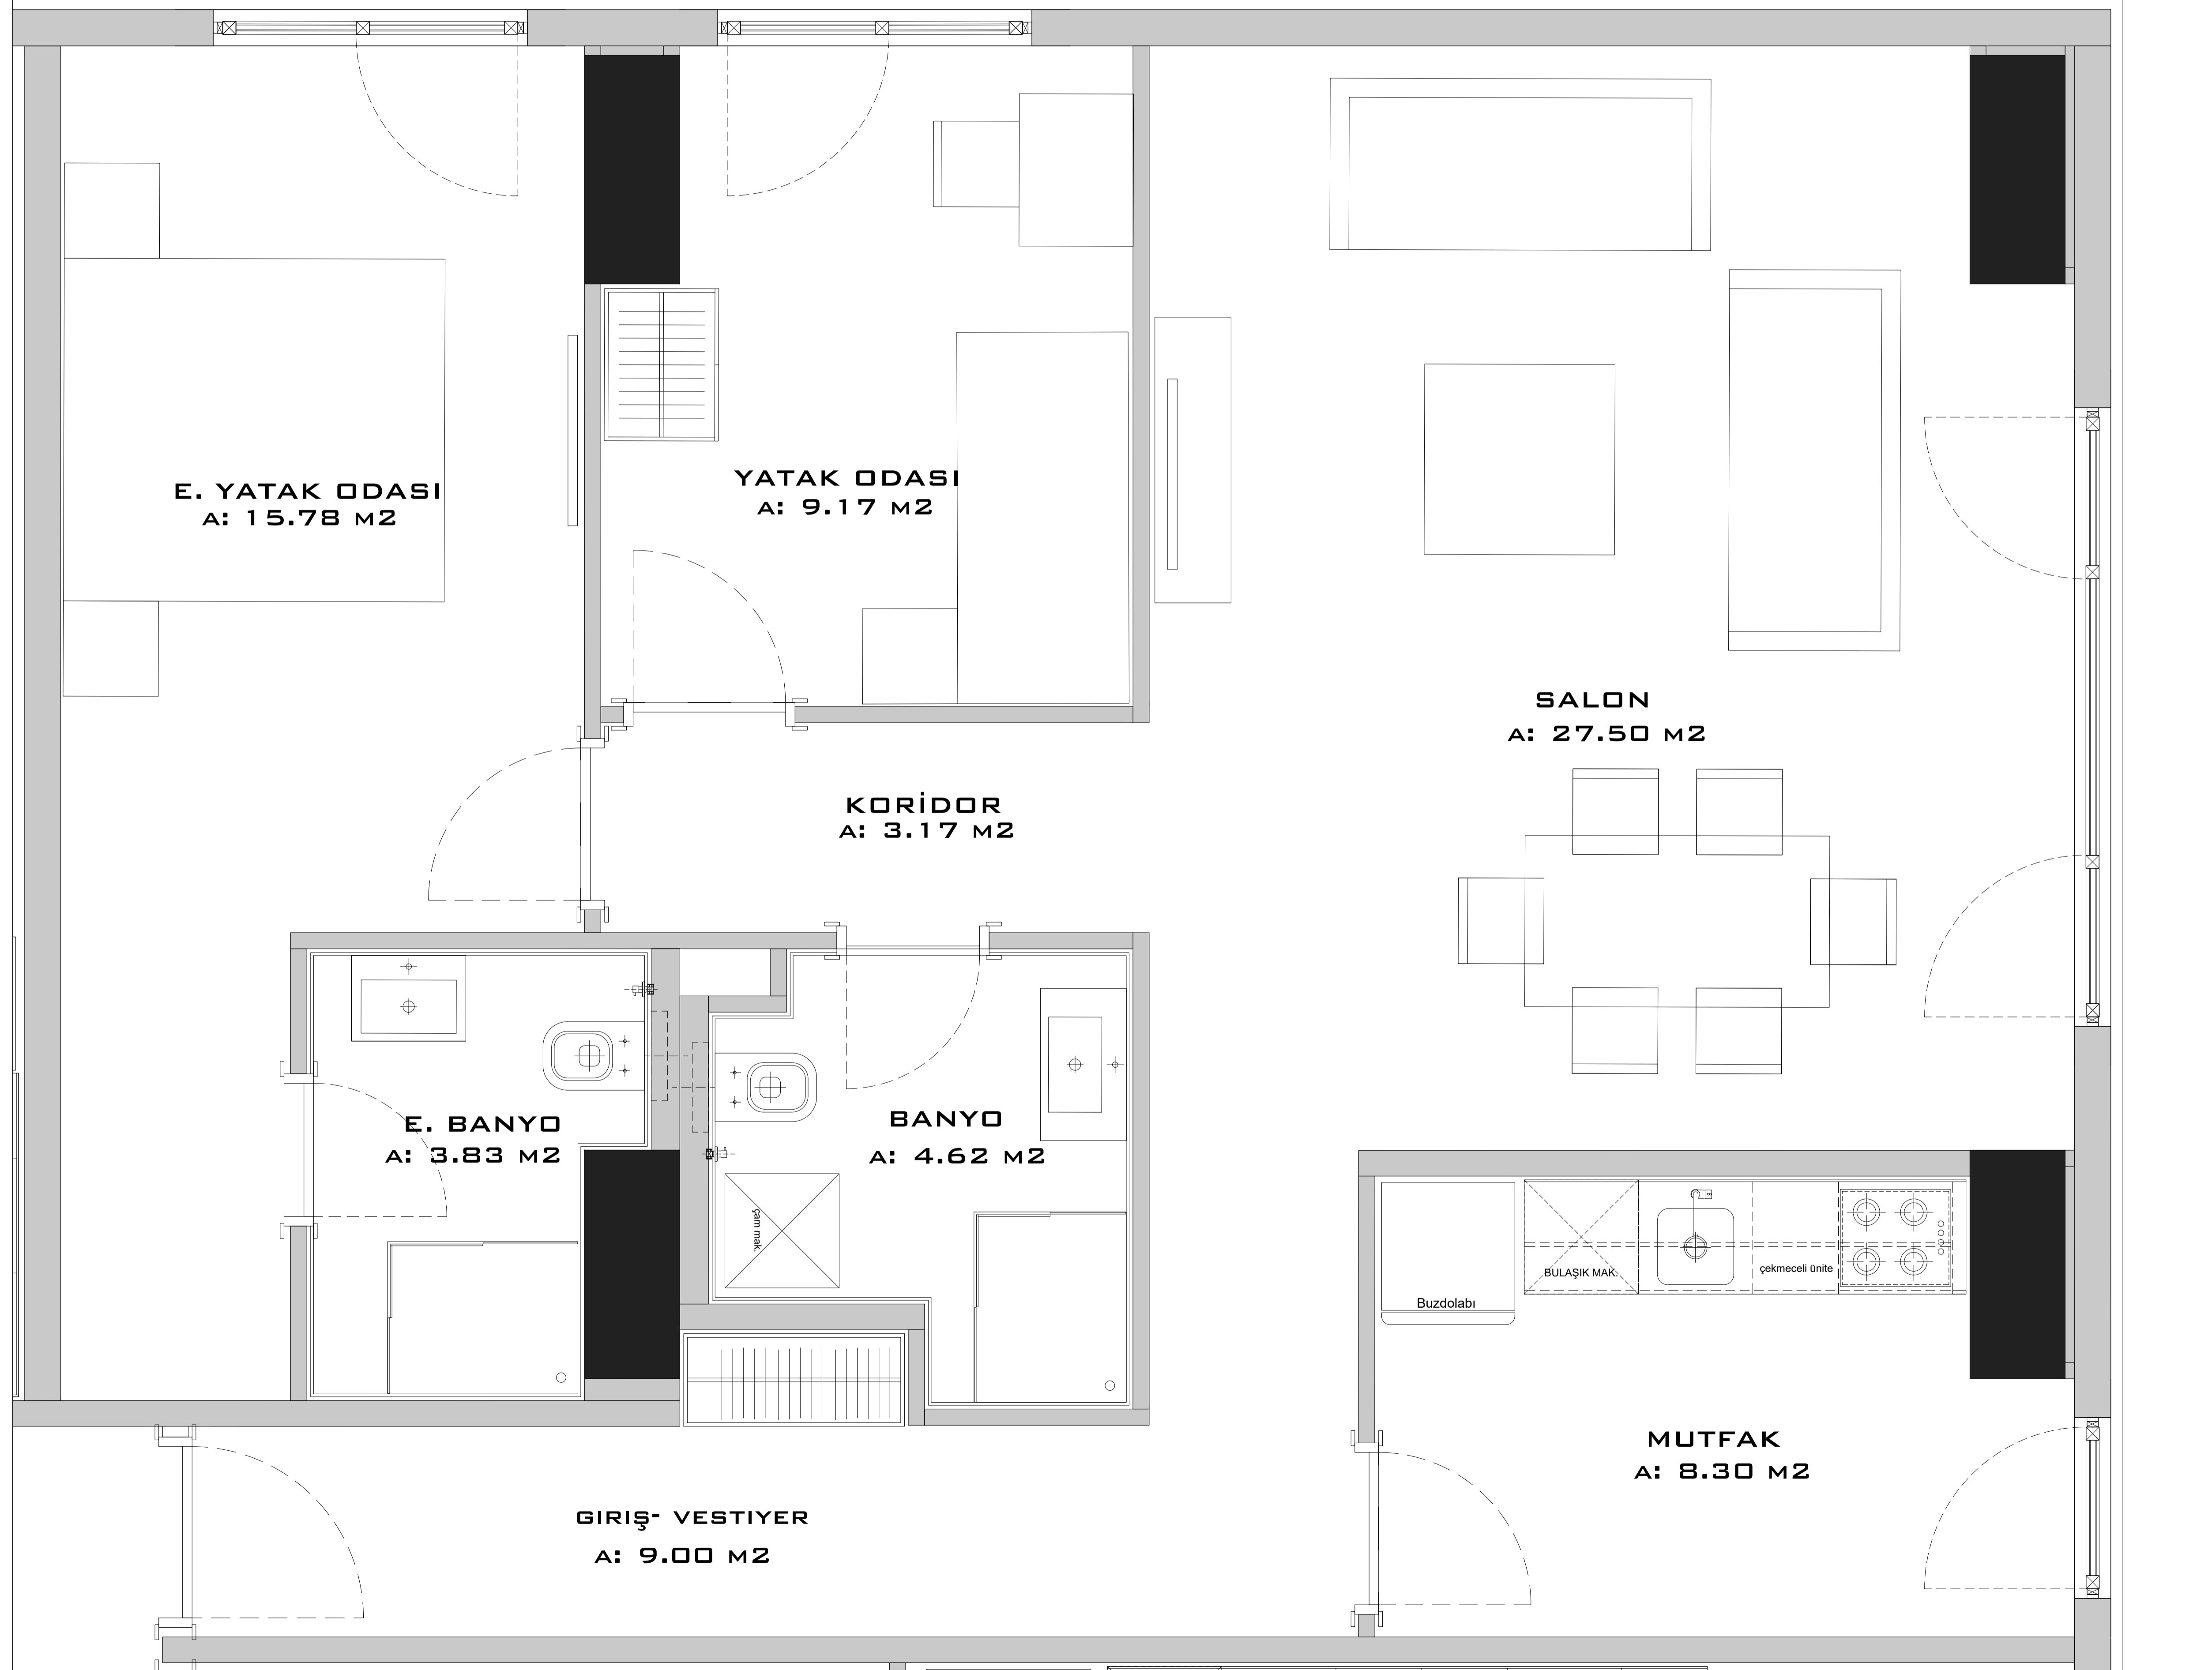 E. YATAK ODASI
A: 15.78 M2
YATAK ODASI
A: 9.17 M2
SALON
A: 27.50 M2
KORİDOR
A: 3.17 M2
E. BANYO
A: 3.83 M2
BANYO
A: 4.62 M2
çam mak.
Buzdolabı
BULAŞIK MAK.
çekmeceli ünite
MUTFAK
A: 8.30 M2
GIRIŞ- VESTIYER
A: 9.00 M2